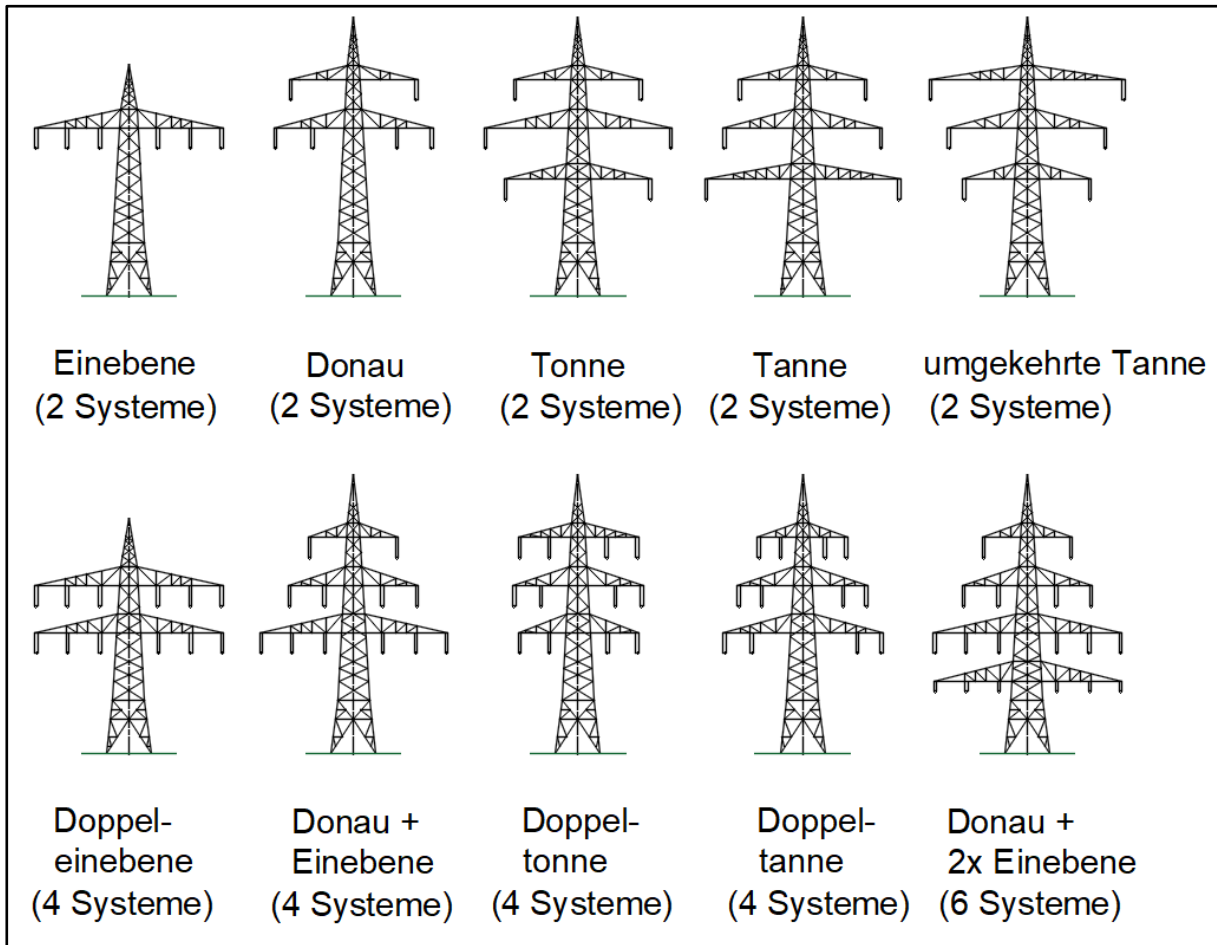 Einebene
(2 Systeme)
Donau
(2 Systeme)
Tonne
(2 Systeme)
Tanne
(2 Systeme)
umgekehrte Tanne
(2 Systeme)
Doppel-
einebene
(4 Systeme)
Donau +
Einebene
(4 Systeme)
Doppel-
tonne
(4 Systeme)
Doppel-
tanne
(4 Systeme)
Donau +
2x Einebene
(6 Systeme)